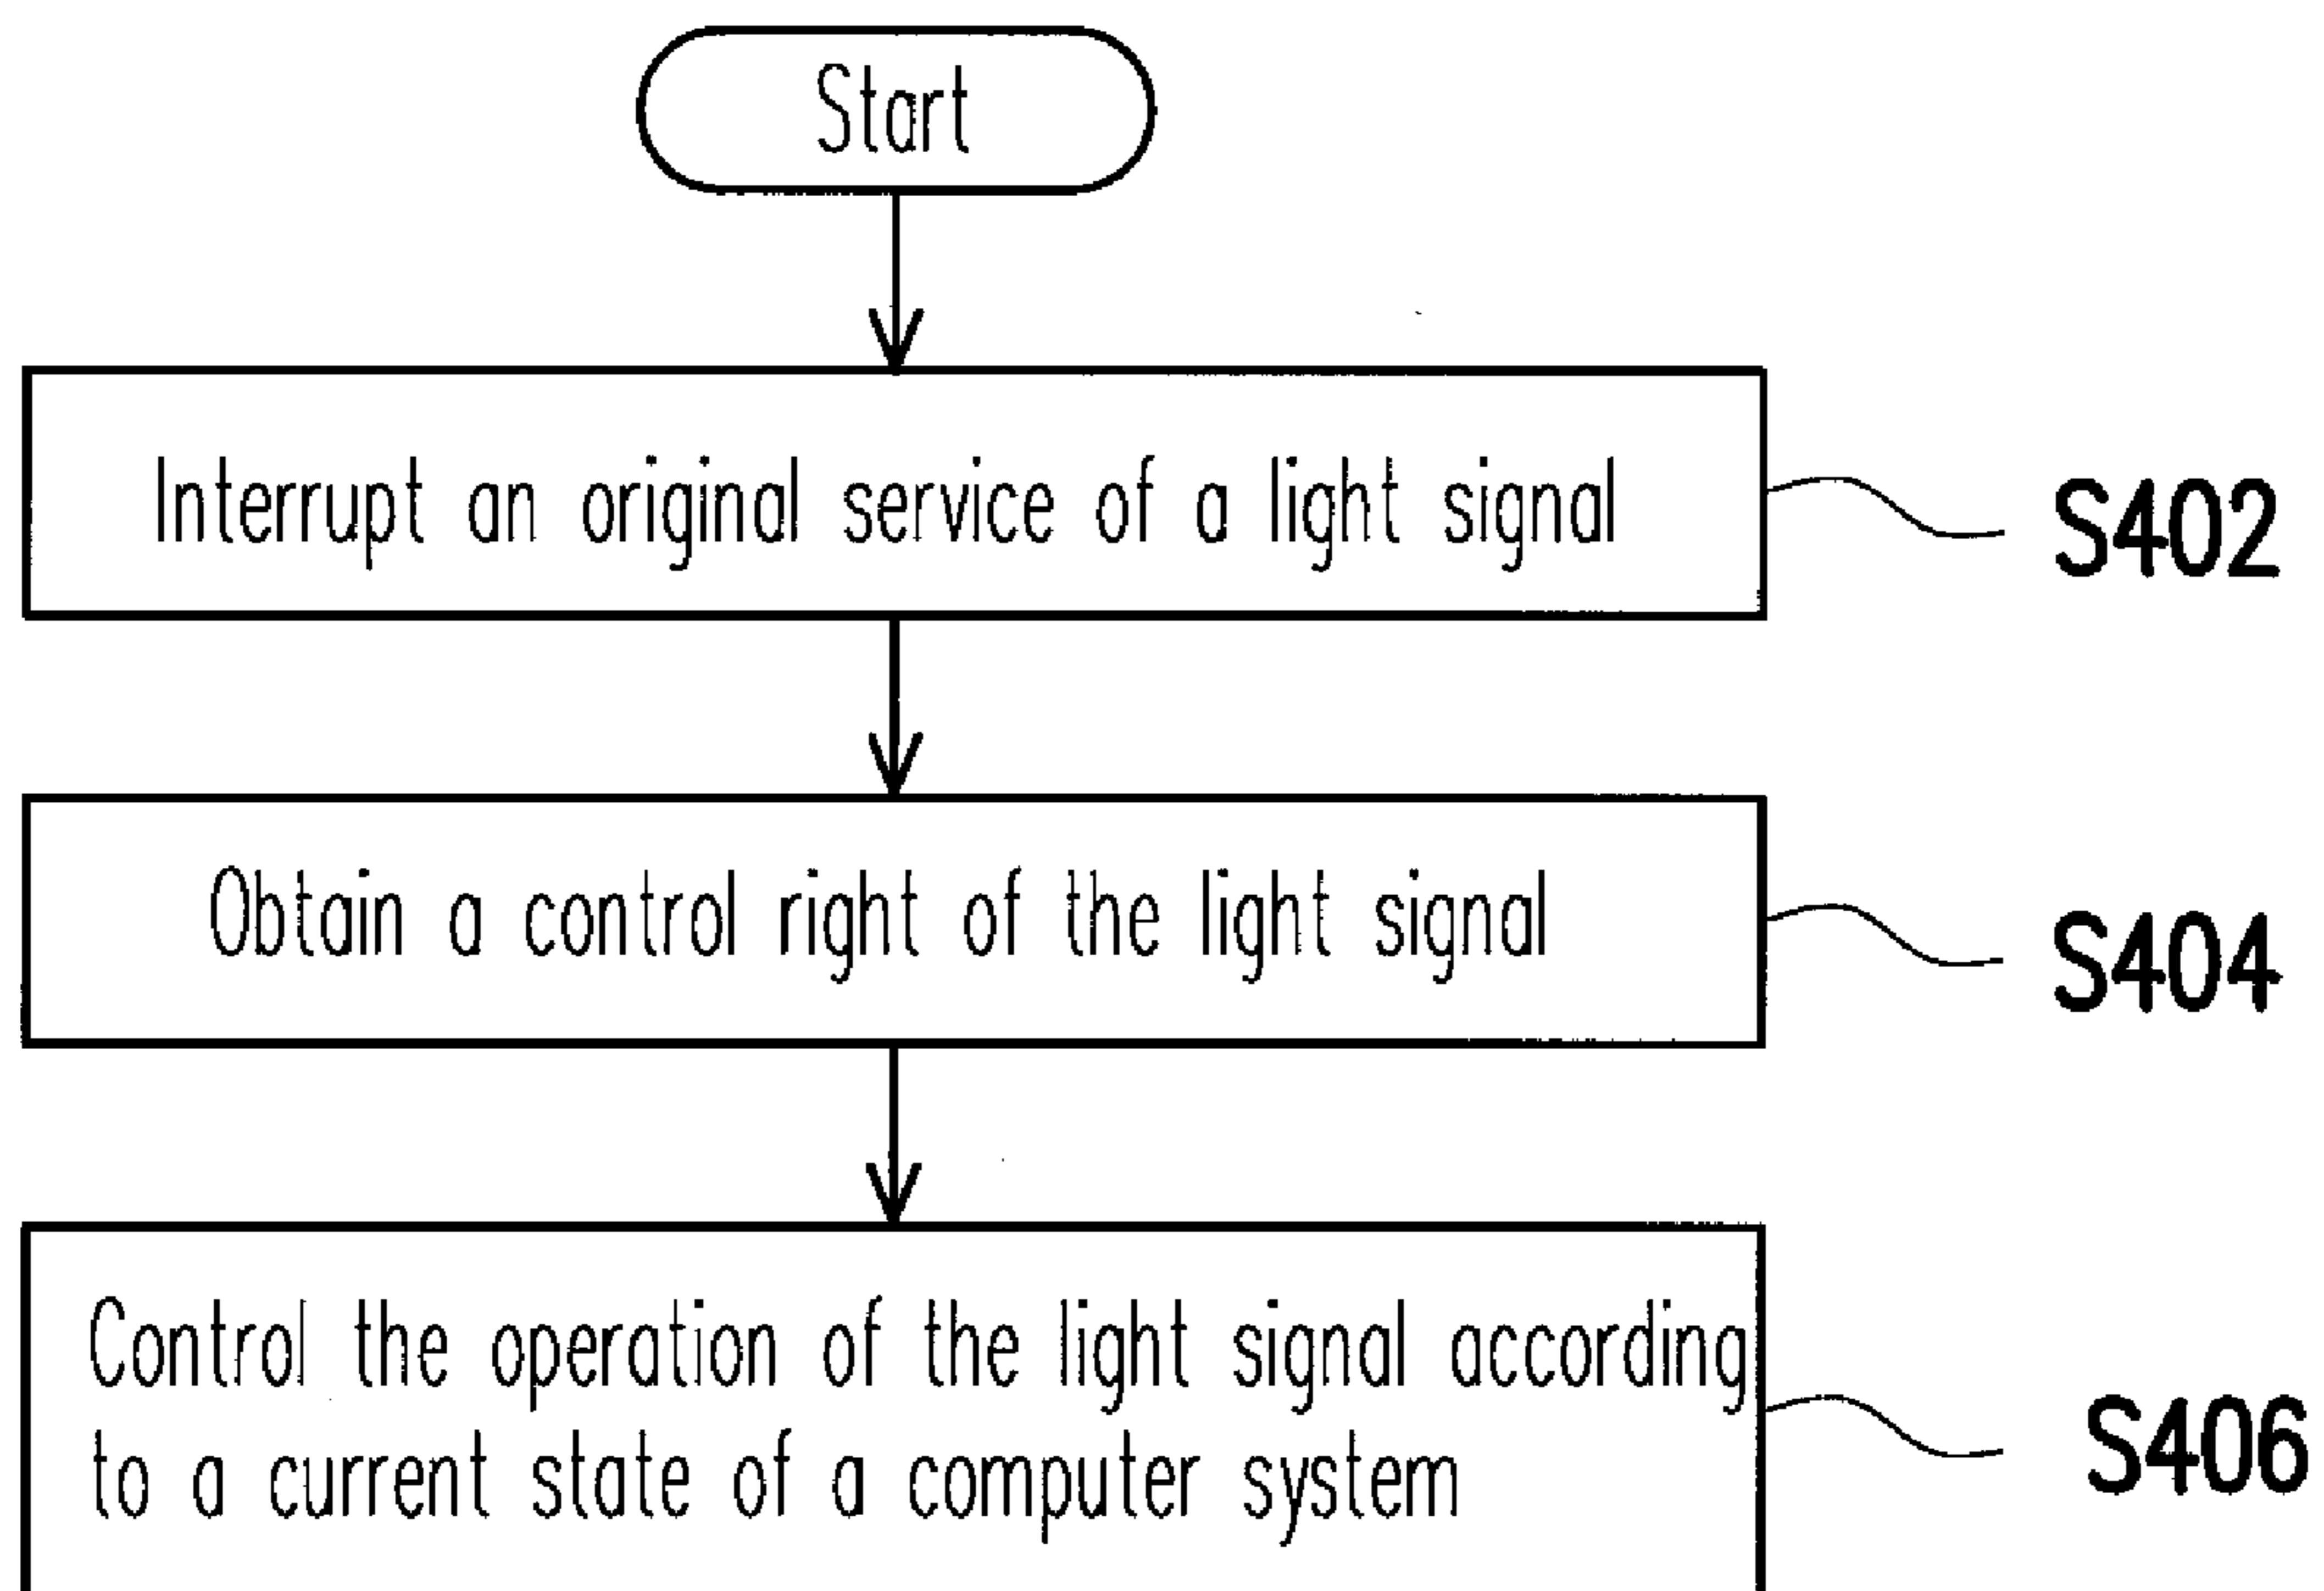 Start
Interrupt an original service of a light signal
S402
Obtain a control right of the light signal
S404
Control the operation of the light signal according
to a current state of a computer system
S406